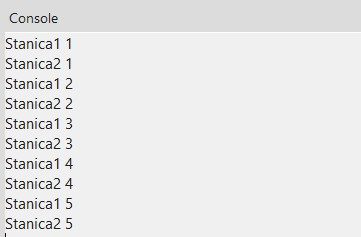 Console
Stanica1 1
Stanica2 1
Stanica1 2
Stanica2 2
Stanica1 3
Stanica2 3
Stanica1 4
Stanica2 4
Stanica1 5
Stanica2 5